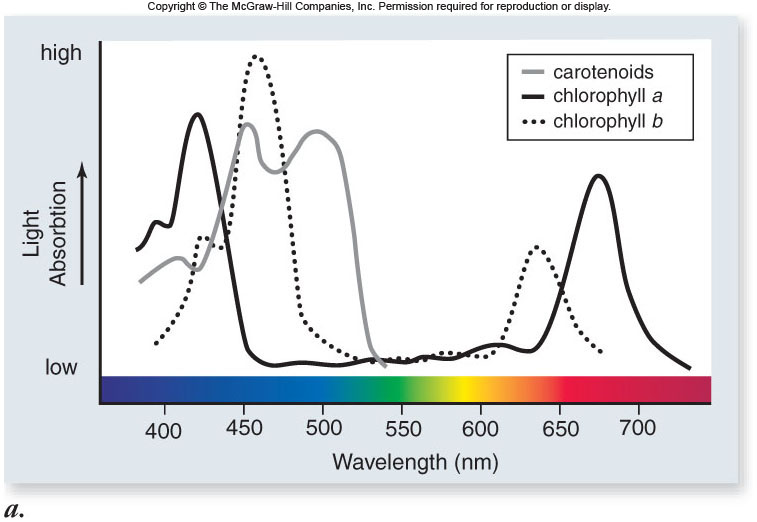 Copyright © The McGraw-Hill Companies, Inc. Permission required for reproduction or display.
high
carotenoids
chlorophyll a
chlorophyll b
Light
Absorbtion
low
400 450 500 550 600 650 700
Wavelength (nm)
a.